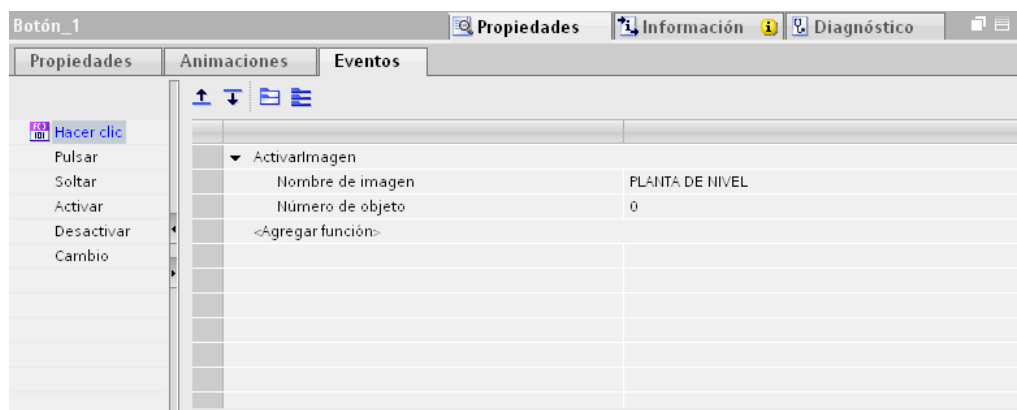 Botón_1
Propiedades
Información
Diagnóstico
Propiedades
Animaciones
Eventos
Hacer clic
Pulsar
Soltar
Activar
Desactivar
Cambio
ActivarImagen
Nombre de imagen PLANTA DE NIVEL
Número de objeto 0
<Agregar función>